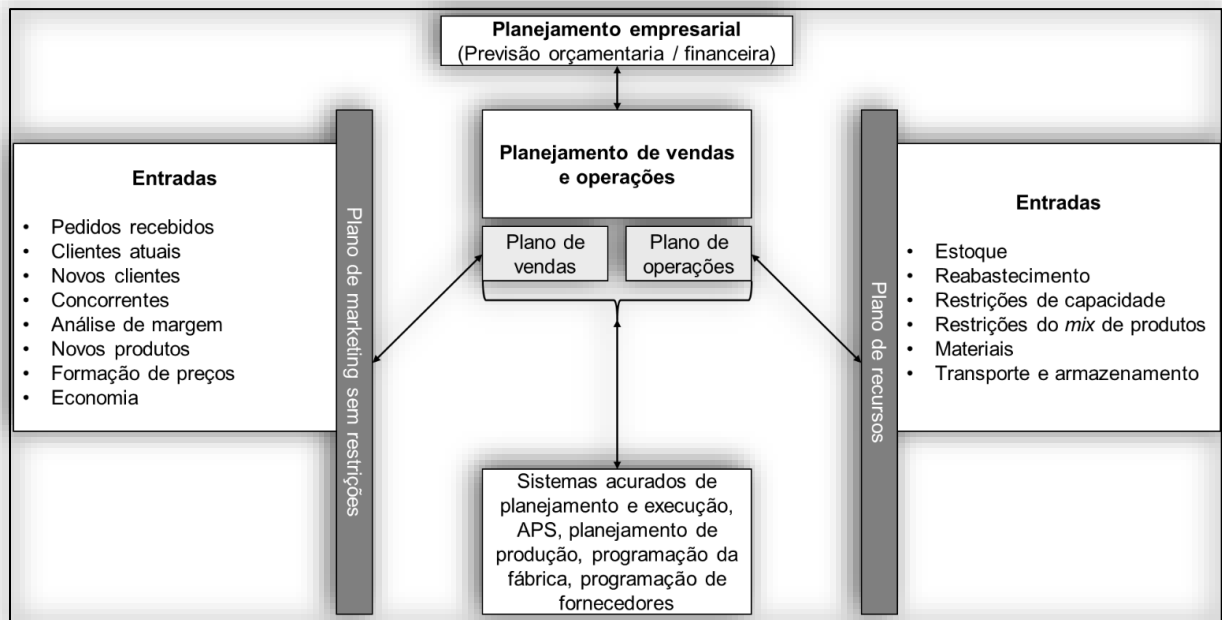 Planejamento empresarial
(Previsão orçamentaria / financeira)
Planejamento de vendas
e operações
Plano de
vendas
Plano de
operações
Entradas
• Pedidos recebidos
• Clientes atuais
• Novos clientes
• Concorrentes
• Análise de margem
• Novos produtos
• Formação de preços
• Economia
Plano de marketing sem restrições
Plano de recursos
Entradas
• Estoque
• Reabastecimento
• Restrições de capacidade
• Restrições do mix de produtos
• Materiais
• Transporte e armazenamento
Sistemas acurados de
planejamento e execução,
APS, planejamento de
produção, programação da
fábrica, programação de
fornecedores